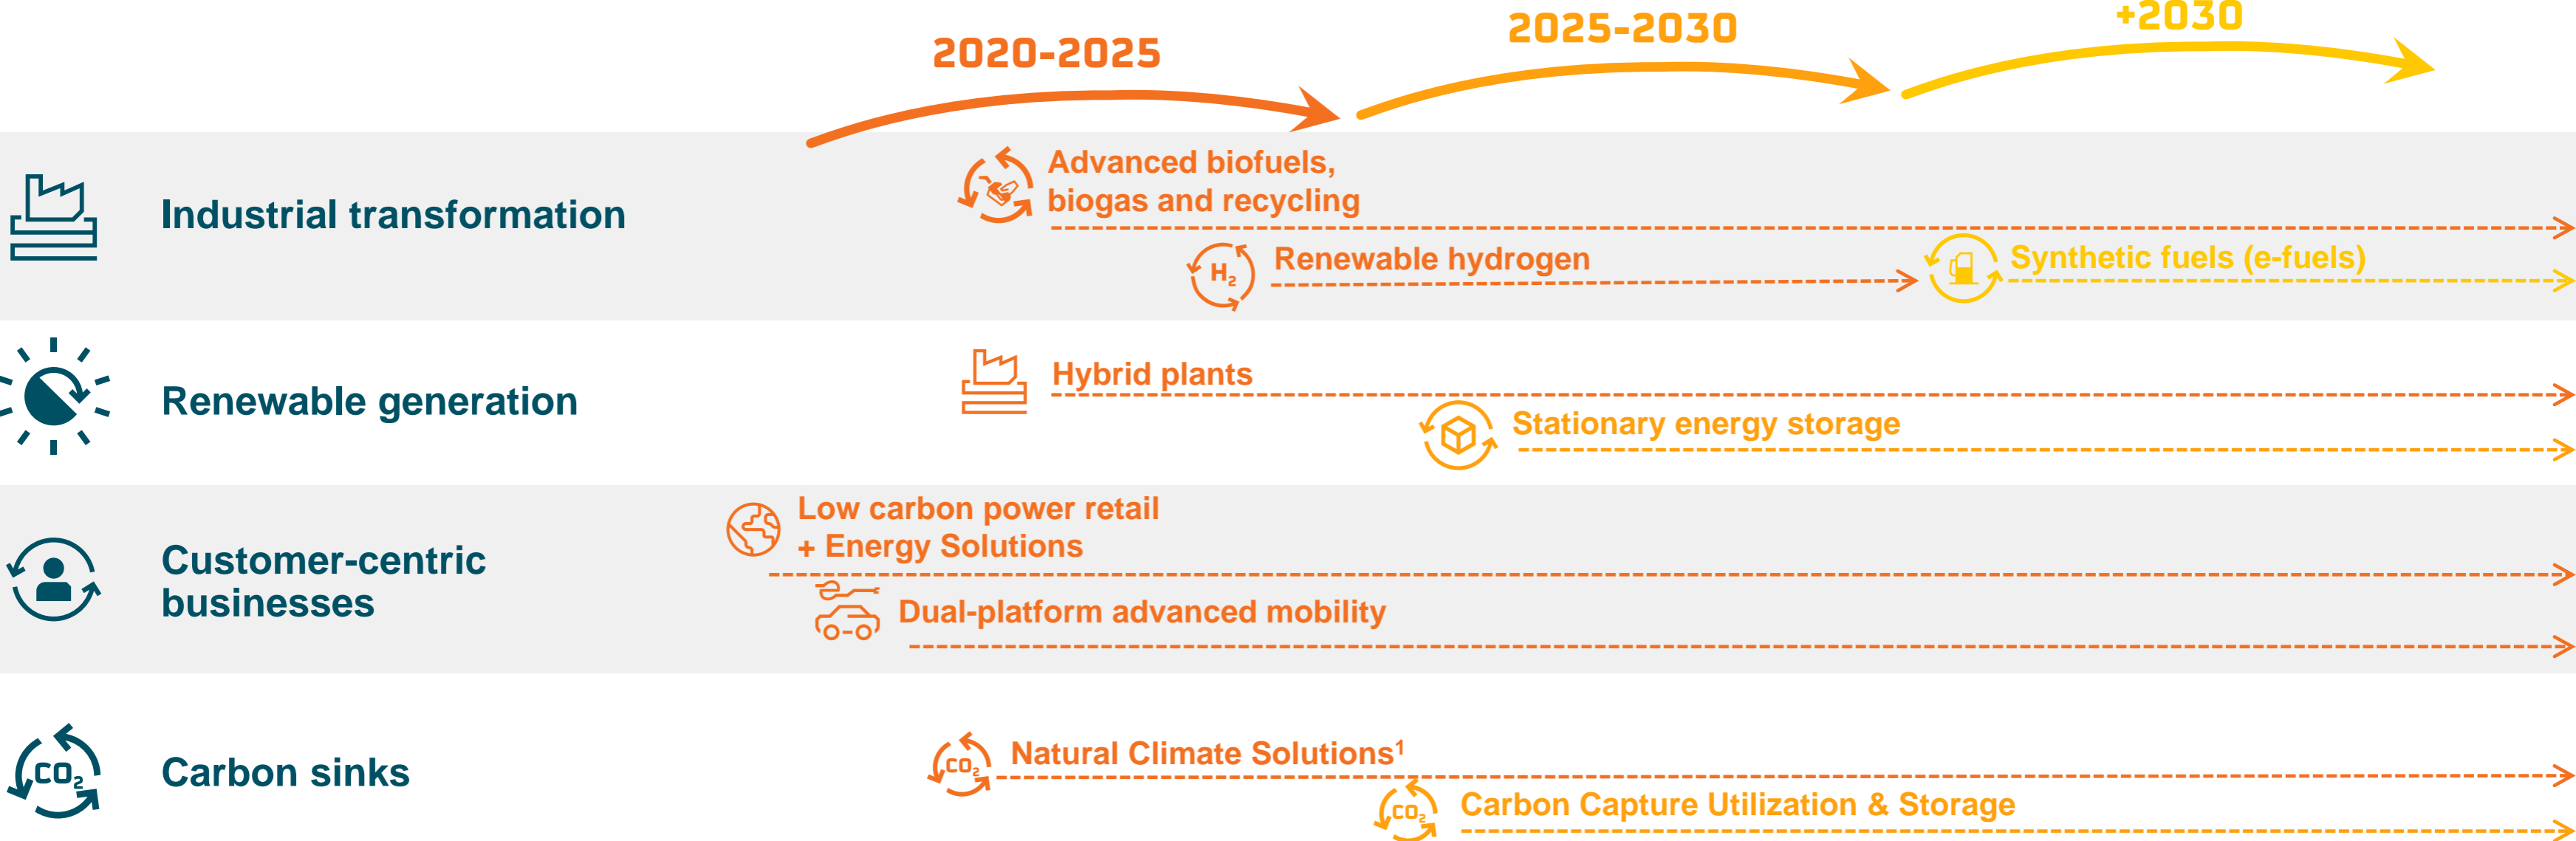 2020-2025
2025-2030
+2030
Industrial transformation
Advanced biofuels,
biogas and recycling
H₂
Renewable hydrogen
Synthetic fuels (e-fuels)
Renewable generation
Hybrid plants
Stationary energy storage
Customer-centric
businesses
Low carbon power retail
+ Energy Solutions
Dual-platform advanced mobility
CO₂
Carbon sinks
CO₂
Natural Climate Solutions¹
CO₂
Carbon Capture Utilization & Storage